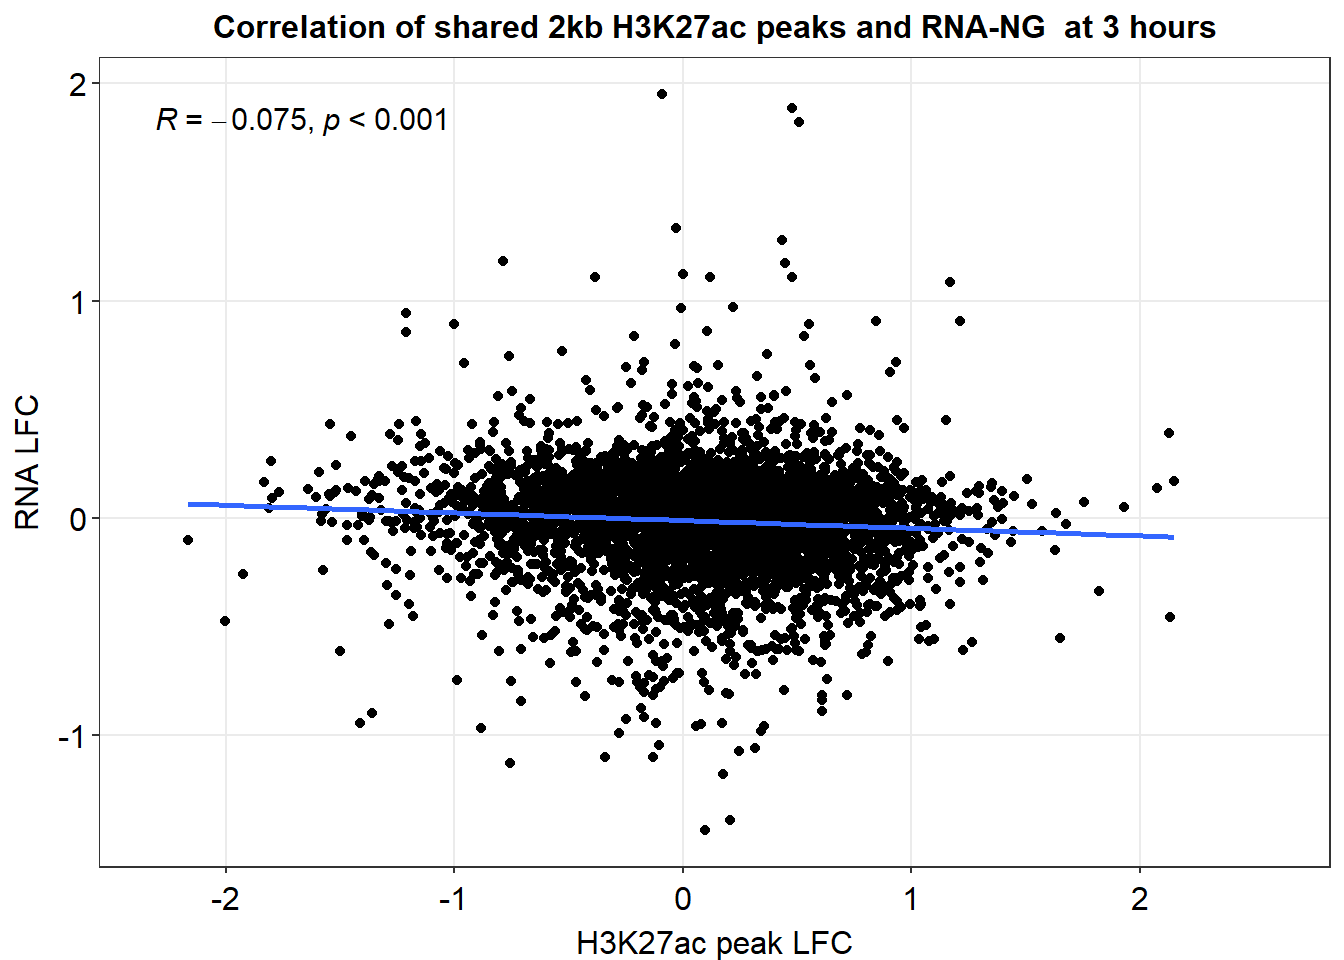 Correlation of shared 2kb H3K27ac peaks and RNA-NG  at 3 hours
R = −0.075, p < 0.001
2
1
0
-1
RNA LFC
-2
-1
0
1
2
H3K27ac peak LFC